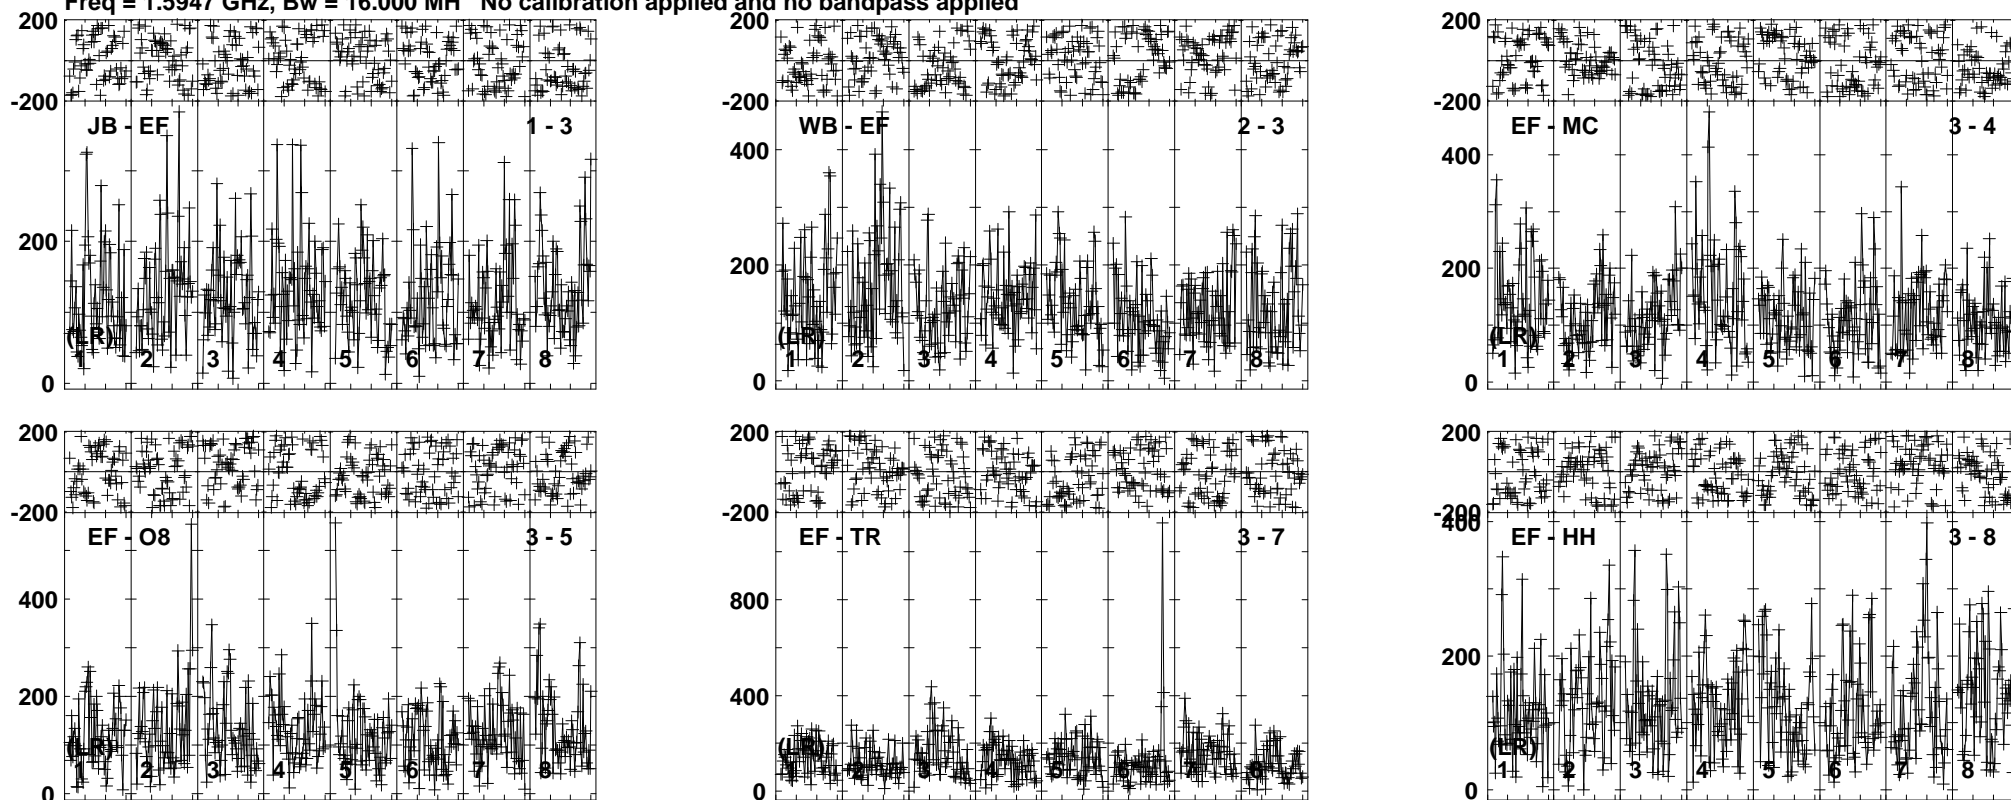 Freq = 1.5947 GHz, Bw = 16.000 MH No calibration applied and no bandpass applied
200
-200
JB - EF
1 - 3
200
0
(LR)
1 2 3 4 5 6 7 8
200
-200
WB - EF
2 - 3
400
200
0
(LR)
1 2 3 4 5 6 7 8
200
-200
EF - MC
3 - 4
400
200
0
(LR)
1 2 3 4 5 6 7 8
200
-200
EF - O8
3 - 5
400
200
0
(LR)
1 2 3 4 5 6 7 8
200
-200
EF - TR
3 - 7
800
400
0
(LR)
1 2 3 4 5 6 7 8
200
-200
400
EF - HH
3 - 8
200
0
(LR)
1 2 3 4 5 6 7 8